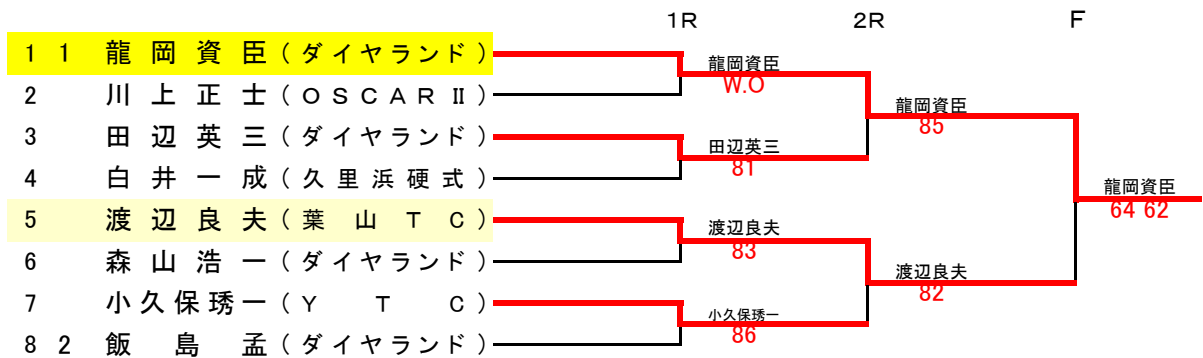 1R 2R F
1 1 龍岡資臣(ダイヤランド)
龍岡資臣
W.O
2 川上正士(OSCARⅡ)
龍岡資臣
85
3 田辺英三(ダイヤランド)
田辺英三
81
4 白井一成(久里浜硬式)
龍岡資臣
64 62
5 渡辺良夫(葉山TC)
渡辺良夫
83
6 森山浩一(ダイヤランド)
渡辺良夫
82
7 小久保琇一(YTC)
小久保琇一
86
8 2 飯島孟(ダイヤランド)